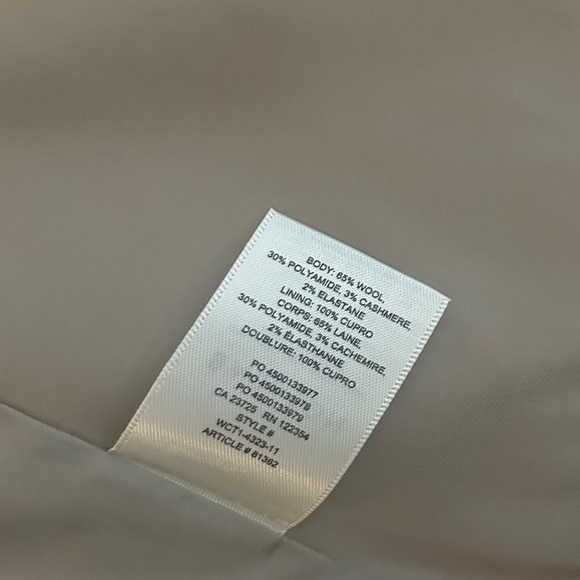 BODY: 65% WOOL,
30% POLYAMIDE, 3% CASHMERE,
2% ELASTANE
LINING: 100% CUPRO
CORPS: 65% LAINE,
30% POLYAMIDE, 3% CACHEMIRE,
2% ÉLASTHANNE
DOUBLURE: 100% CUPRO
PO 4500133977
PO 4500133978
PO 4500133979
CA 23725 RN 122354
STYLE #
WCT1-4323-11
ARTICLE # 81362